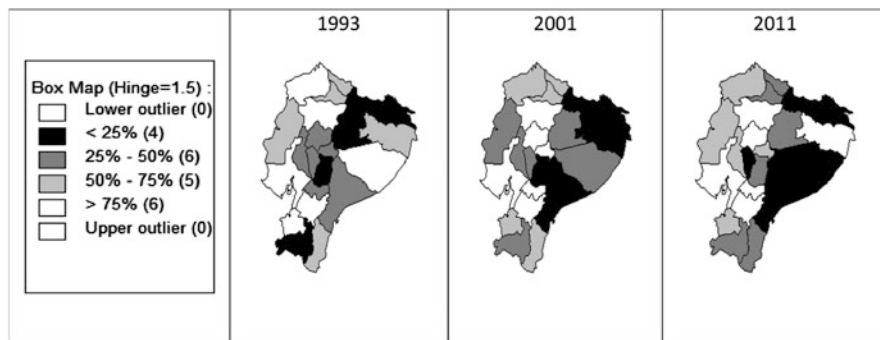 1993
2001
2011
Box Map (Hinge=1.5) :
Lower outlier (0)
< 25% (4)
25% - 50% (6)
50% - 75% (5)
> 75% (6)
Upper outlier (0)